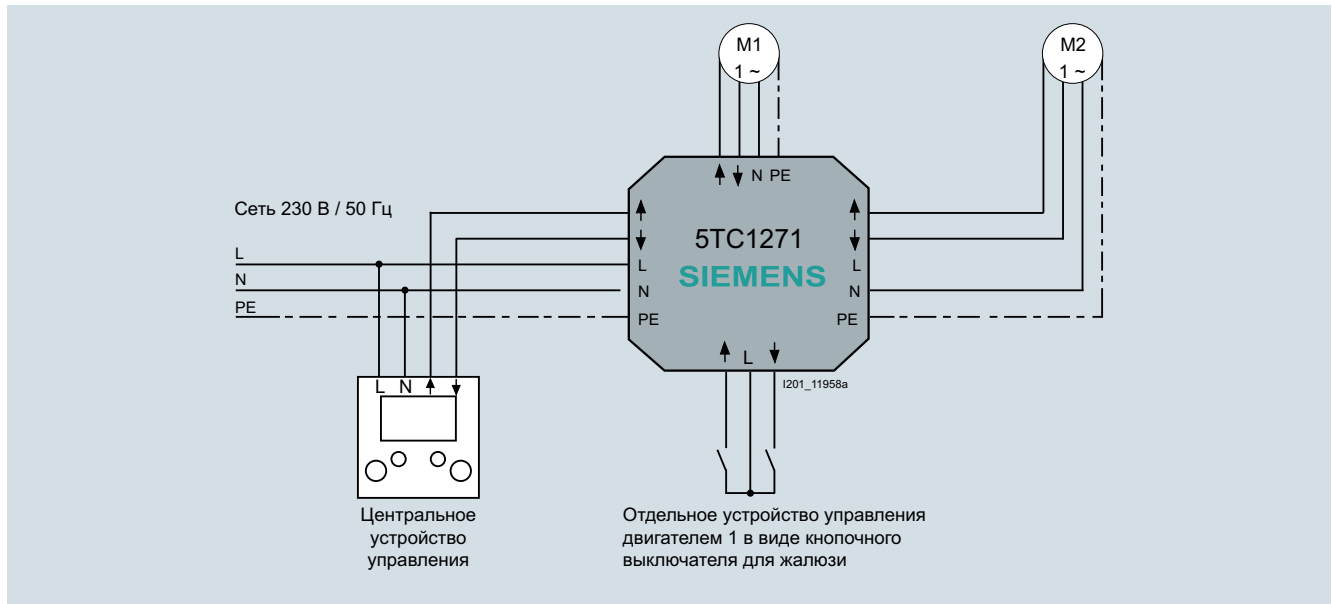 M1
1 ~
M2
1 ~
↑ ↓ N PE
Сеть 230 В / 50 Гц
L
N
PE
↑
↓
L
N
PE
5TC1271
SIEMENS
↑
↓
L
N
PE
↑ L ↓
I201_11958a
L N ↑ ↓
Центральное
устройство
управления
Отдельное устройство управления
двигателем 1 в виде кнопочного
выключателя для жалюзи